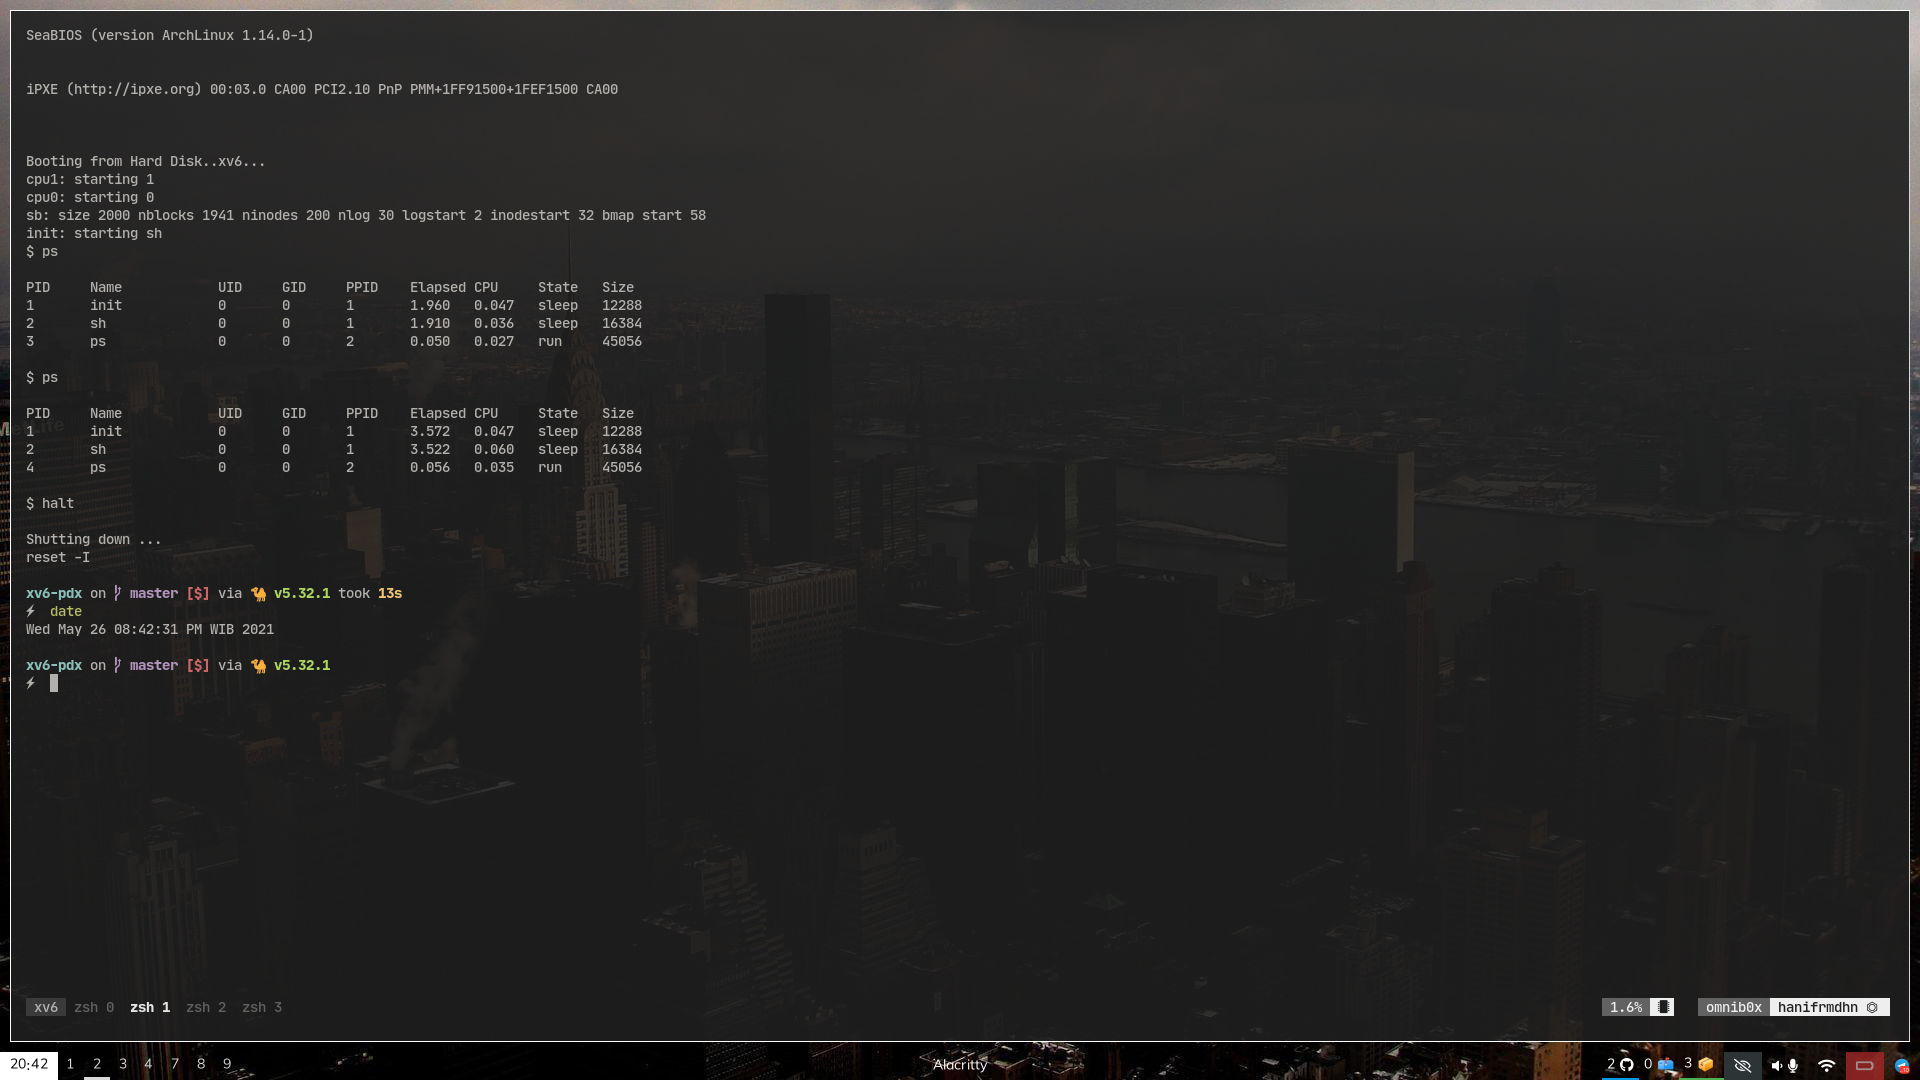 SeaBIOS (version ArchLinux 1.14.0-1)
iPXE (http://ipxe.org) 00:03.0 CA00 PCI2.10 PnP PMM+1FF91500+1FEF1500 CA00
Booting from Hard Disk..xv6...
cpu1: starting 1
cpu0: starting 0
sb: size 2000 nblocks 1941 ninodes 200 nlog 30 logstart 2 inodestart 32 bmap start 58
init: starting sh
$ ps
PID Name UID GID PPID Elapsed CPU State Size
1 init 0 0 1 1.960 0.047 sleep 12288
2 sh 0 0 1 1.910 0.036 sleep 16384
3 ps 0 0 2 0.050 0.027 run 45056
$ ps
PID Name UID GID PPID Elapsed CPU State Size
1 init 0 0 1 3.572 0.047 sleep 12288
2 sh 0 0 1 3.522 0.060 sleep 16384
4 ps 0 0 2 0.056 0.035 run 45056
MetLife
$ halt
Shutting down ...
reset -I
xv6-pdx on master [$] via 🐪 v5.32.1 took 13s
⚡ date
Wed May 26 08:42:31 PM WIB 2021
xv6-pdx on master [$] via 🐪 v5.32.1
⚡
xv6 zsh 0 zsh 1 zsh 2 zsh 3 1.6% omnib0x hanifrmdhn
20:42 1 2 3 4 7 8 9 Alacritty 2 0 3